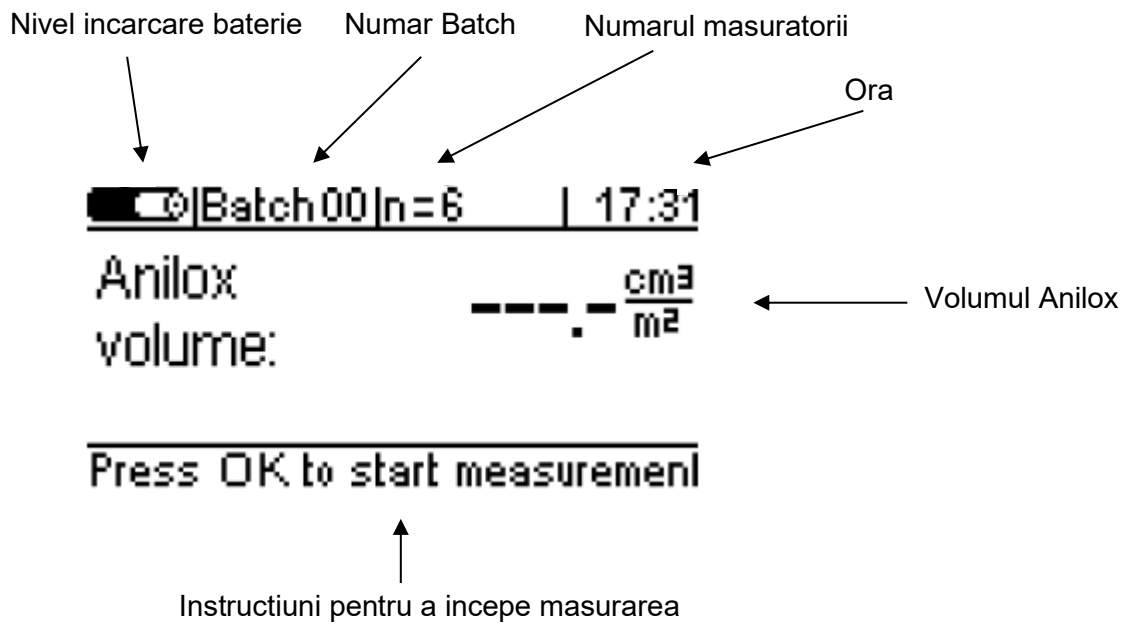 Nivel incarcare baterie Numar Batch Numarul masuratorii
Ora
|Batch 00|n=6 | 17:31
Anilox
volume:
---.- cm3
m2
Volumul Anilox
Press OK to start measurement
Instructiuni pentru a incepe masurarea